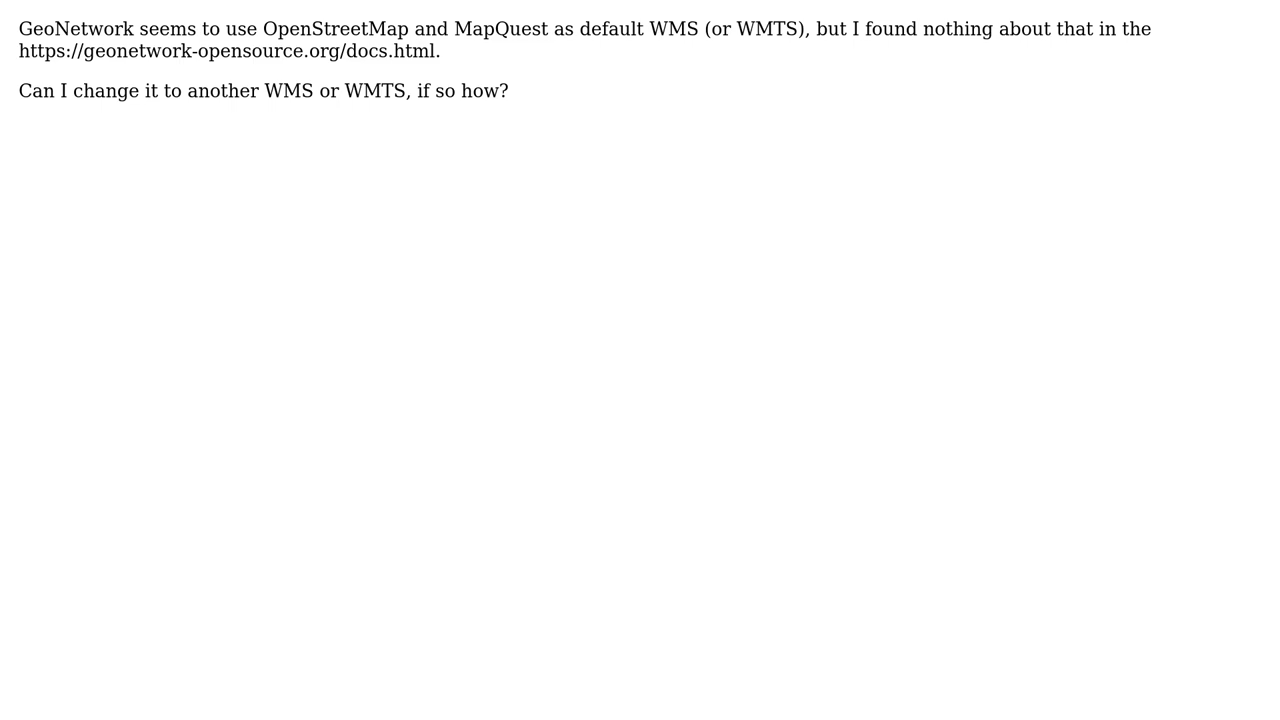 GeoNetwork seems to use OpenStreetMap and MapQuest as default WMS (or WMTS), but I found nothing about that in the
https://geonetwork-opensource.org/docs.html.
Can I change it to another WMS or WMTS, if so how?